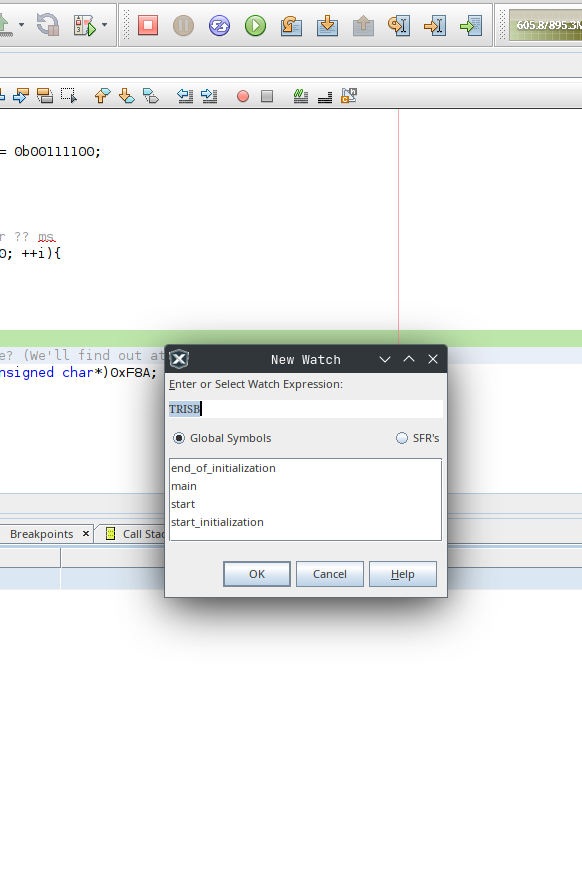 605.8/895.3M
= 0b00111100;
r ?? ms
0; ++i){
e? (We'll find out at
nsigned char*)0xF8A;
New Watch
Enter or Select Watch Expression:
TRISB
Global Symbols
SFR's
end_of_initialization
main
start
start_initialization
OK
Cancel
Help
Breakpoints
Call Stac